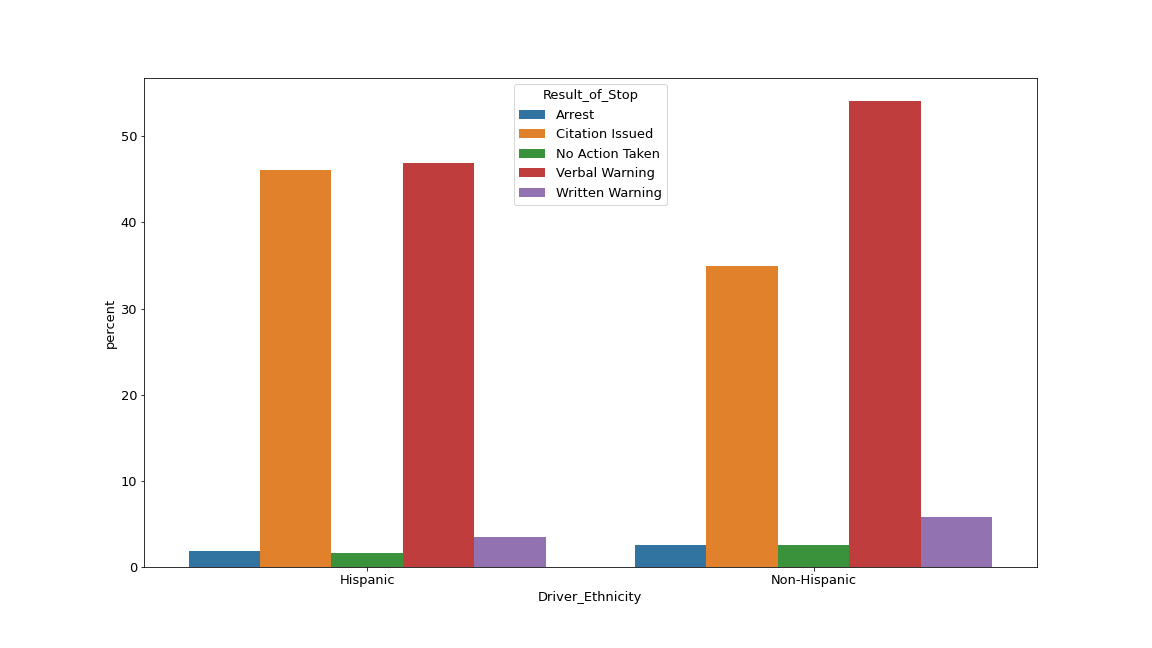 Result_of_Stop
Arrest
Citation Issued
No Action Taken
Verbal Warning
Written Warning
percent
50
40
30
20
10
0
Hispanic
Non-Hispanic
Driver_Ethnicity